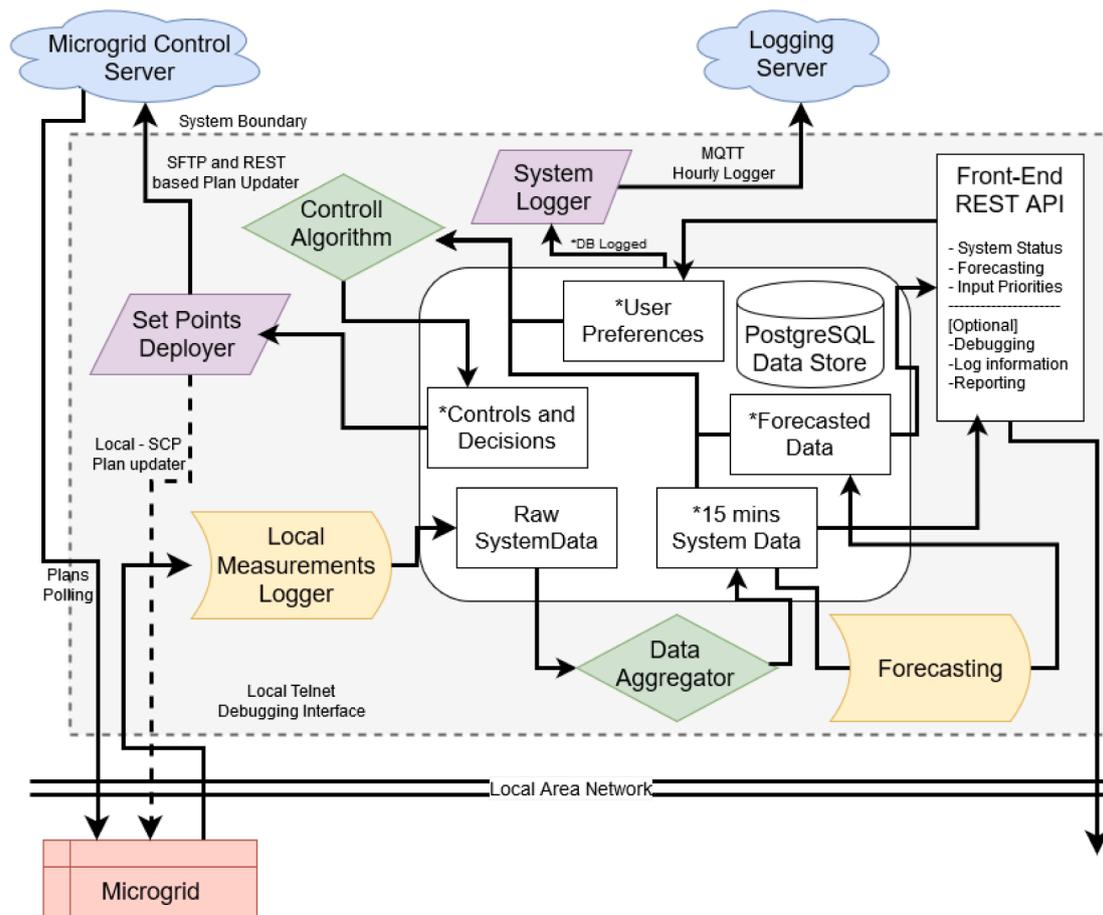 Microgrid Control
Server
Logging
Server
System Boundary
SFTP and REST
based Plan Updater
MQTT
Hourly Logger
System
Logger
Controll
Algorithm
*DB Logged
Front-End
REST API
- System Status
- Forecasting
- Input Priorities
----------------------
[Optional]
-Debugging
-Log information
-Reporting
Set Points
Deployer
*User
Preferences
PostgreSQL
Data Store
*Controls and
Decisions
*Forecasted
Data
Local - SCP
Plan updater
Raw
SystemData
*15 mins
System Data
Local
Measurements
Logger
Plans
Polling
Data
Aggregator
Forecasting
Local Telnet
Debugging Interface
Local Area Network
Microgrid